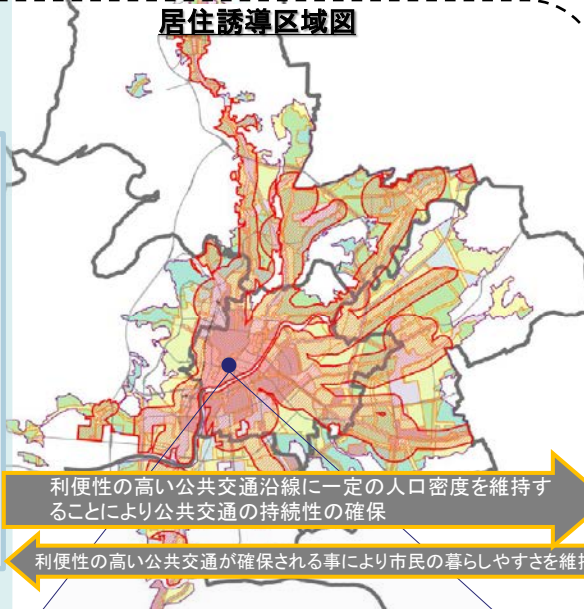 居住誘導区域図
利便性の高い公共交通沿線に一定の人口密度を維持す
ることにより公共交通の持続性の確保
利便性の高い公共交通が確保される事により市民の暮らしやすさを維持